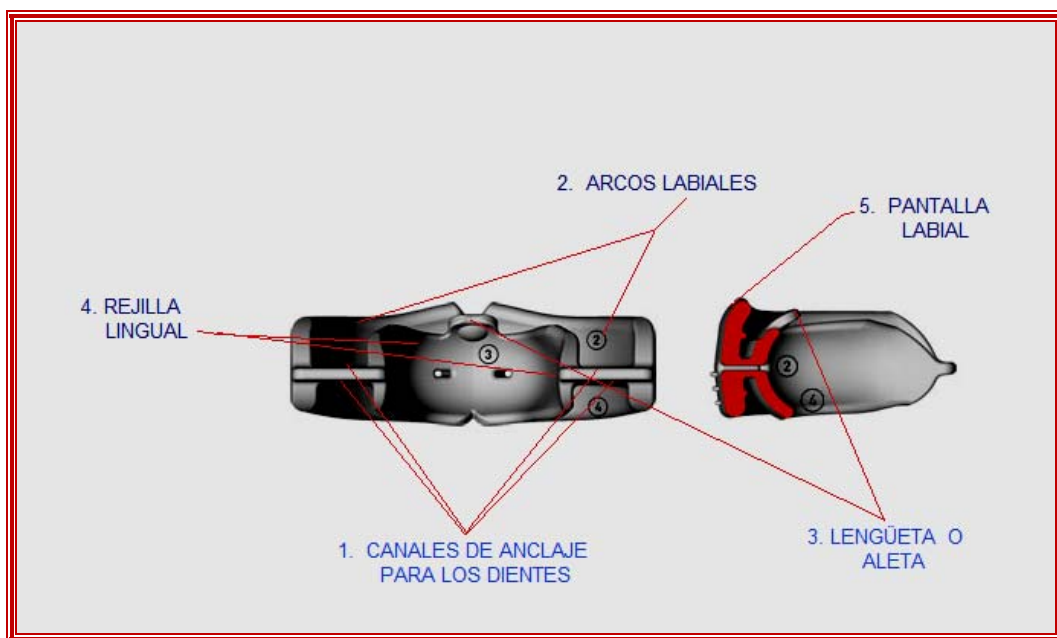 2. ARCOS LABIALES
5. PANTALLA
LABIAL
4. REJILLA
LINGUAL
2
3
4
2
4
1. CANALES DE ANCLAJE
PARA LOS DIENTES
3. LENGÜETA O
ALETA